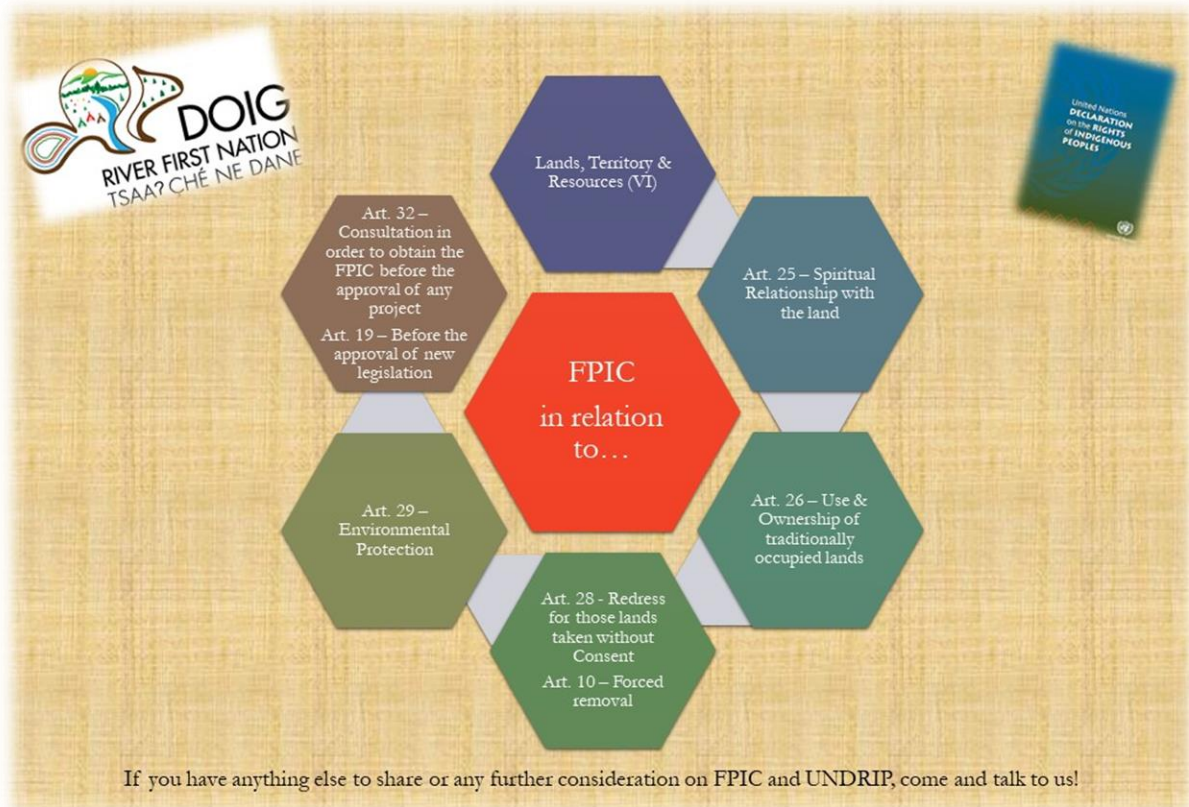 DOIG
RIVER FIRST NATION
TSAA? CHÉ NE DANE
United Nations
DECLARATION
on the RIGHTS
of INDIGENOUS
PEOPLES
Lands, Territory &
Resources (VI)
Art. 25 – Spiritual
Relationship with
the land
Art. 26 – Use &
Ownership of
traditionally
occupied lands
Art. 28 - Redress
for those lands
taken without
Consent
Art. 10 – Forced
removal
Art. 29 –
Environmental
Protection
Art. 32 –
Consultation in
order to obtain the
FPIC before the
approval of any
project
Art. 19 – Before the
approval of new
legislation
FPIC
in relation
to…
If you have anything else to share or any further consideration on FPIC and UNDRIP, come and talk to us!